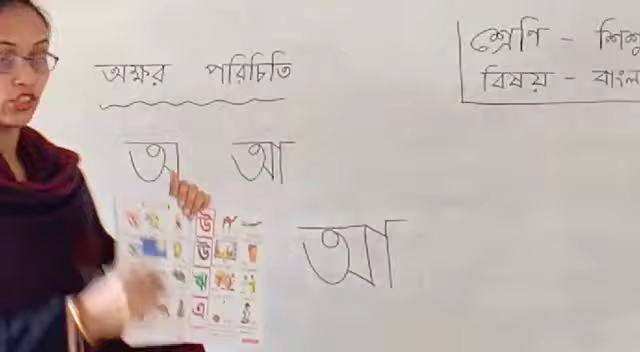 অক্ষর পরিচিতি
শ্রেণি - শিশু
বিষয় - বাংল
অ আ
আ
উ
ঊ
ঋ
এ